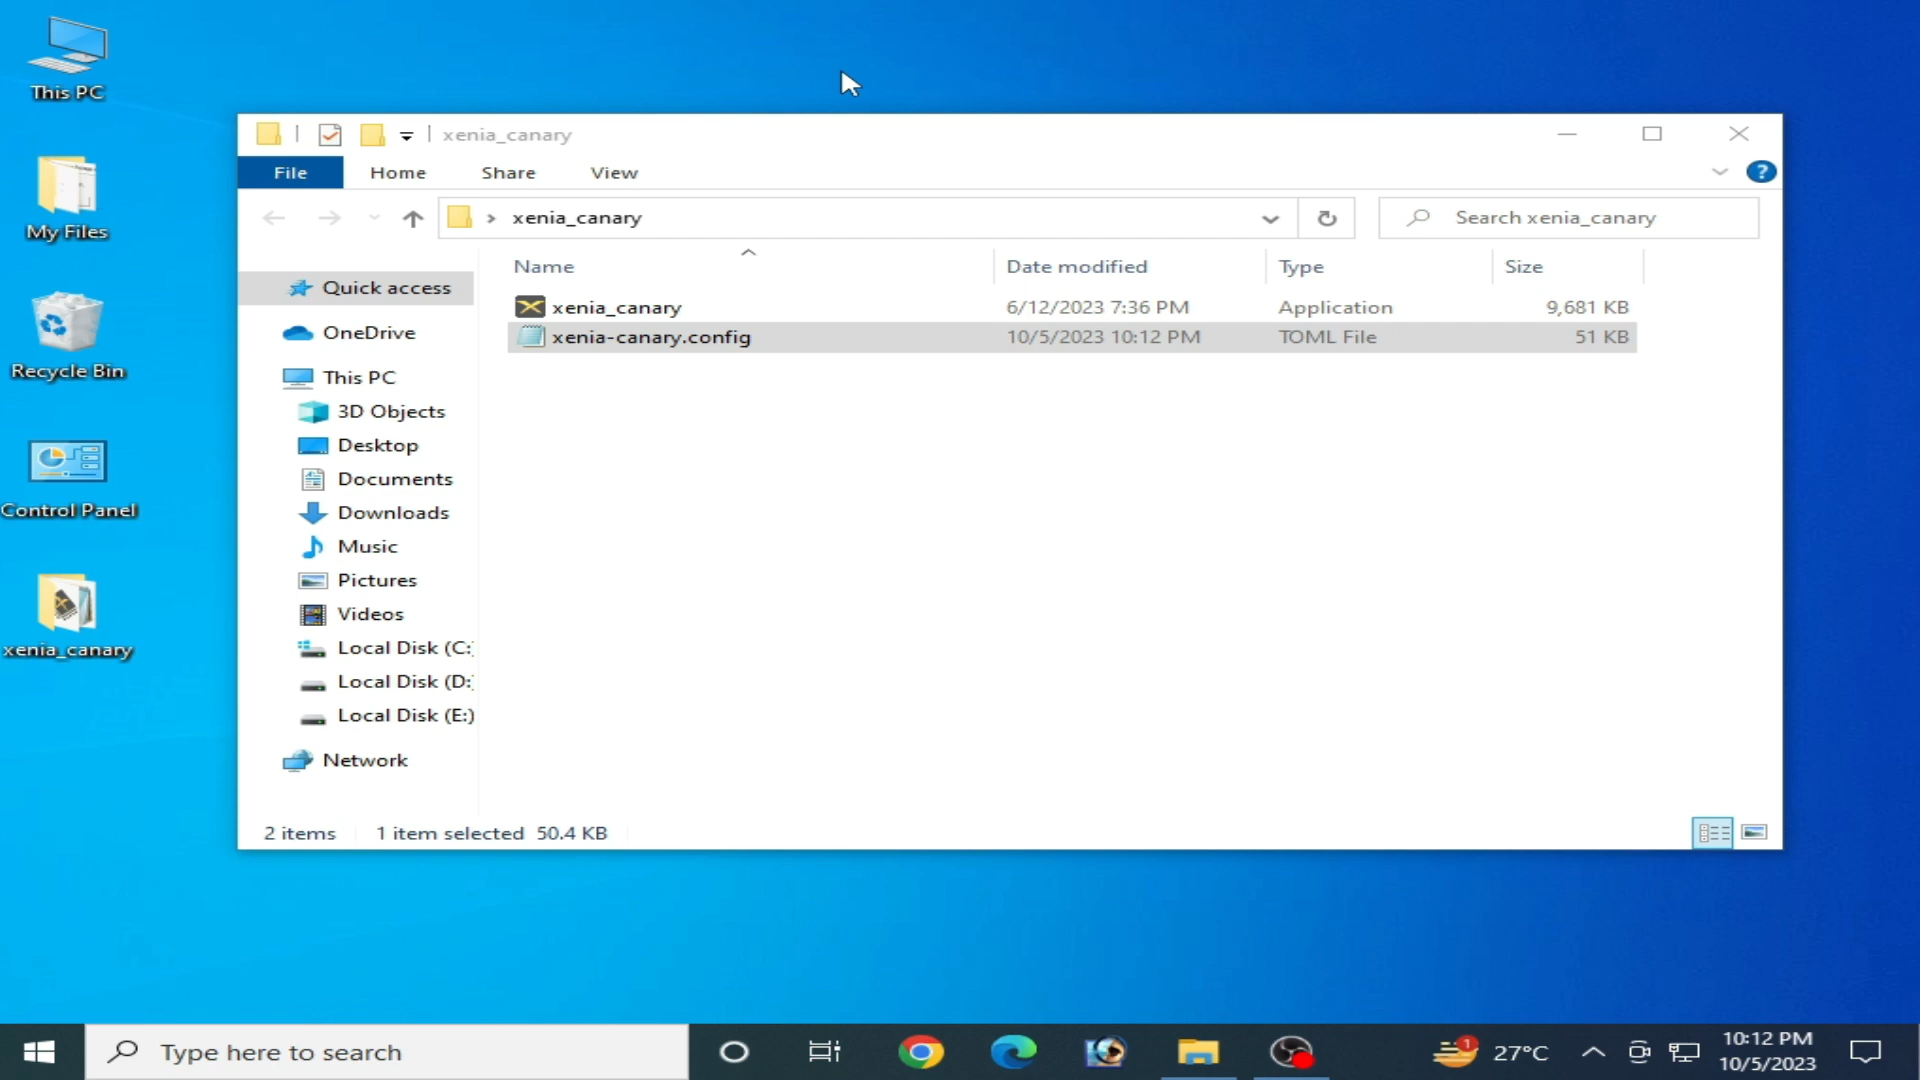 This PC
My Files
Recycle Bin
Control Panel
xenia_canary
xenia_canary
File Home Share View
?
xenia_canary
Search xenia_canary
Name Date modified Type Size
xenia_canary 6/12/2023 7:36 PM Application 9,681 KB
xenia-canary.config 10/5/2023 10:12 PM TOML File 51 KB
Quick access
OneDrive
This PC
3D Objects
Desktop
Documents
Downloads
Music
Pictures
Videos
Local Disk (C:
Local Disk (D:
Local Disk (E:)
Network
2 items 1 item selected 50.4 KB
Type here to search
1
27°C
10:12 PM
10/5/2023